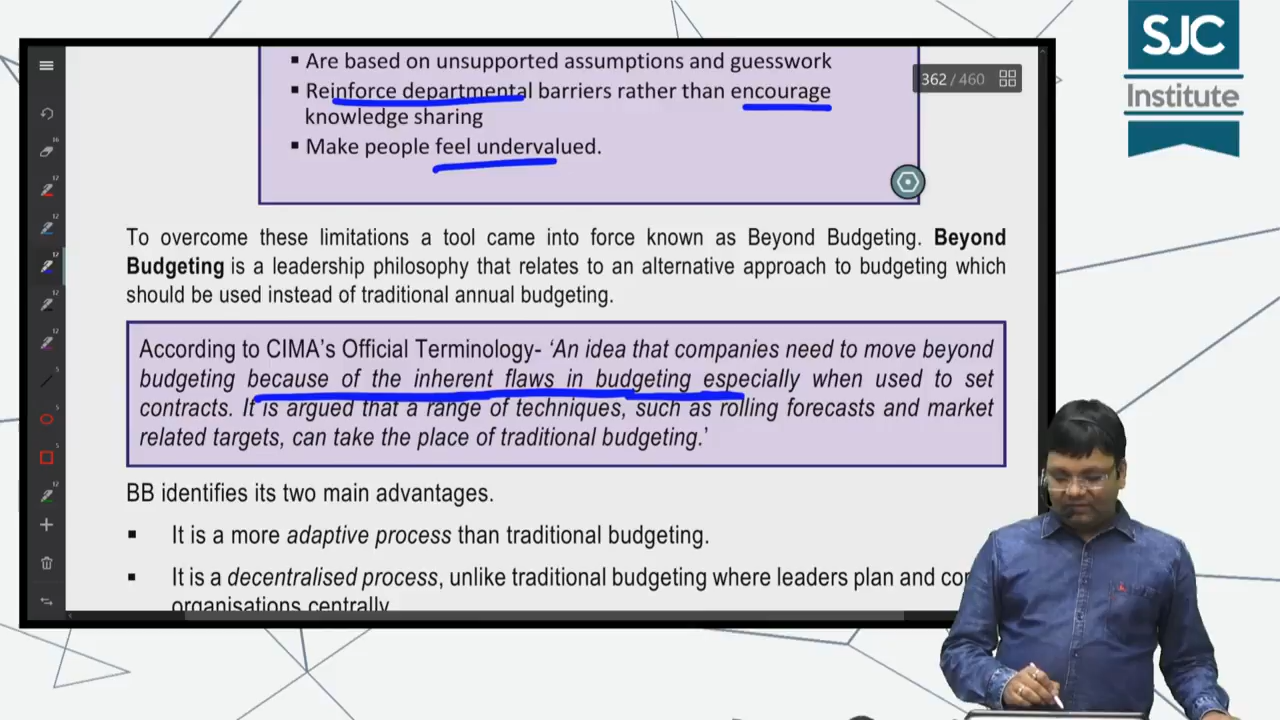 ▪ Are based on unsupported assumptions and guesswork
▪ Reinforce departmental barriers rather than encourage
knowledge sharing
▪ Make people feel undervalued.
362 / 460
SJC
Institute
To overcome these limitations a tool came into force known as Beyond Budgeting. Beyond
Budgeting is a leadership philosophy that relates to an alternative approach to budgeting which
should be used instead of traditional annual budgeting.
According to CIMA's Official Terminology- 'An idea that companies need to move beyond
budgeting because of the inherent flaws in budgeting especially when used to set
contracts. It is argued that a range of techniques, such as rolling forecasts and market
related targets, can take the place of traditional budgeting.'
BB identifies its two main advantages.
▪ It is a more adaptive process than traditional budgeting.
▪ It is a decentralised process, unlike traditional budgeting where leaders plan and
organisations centrally